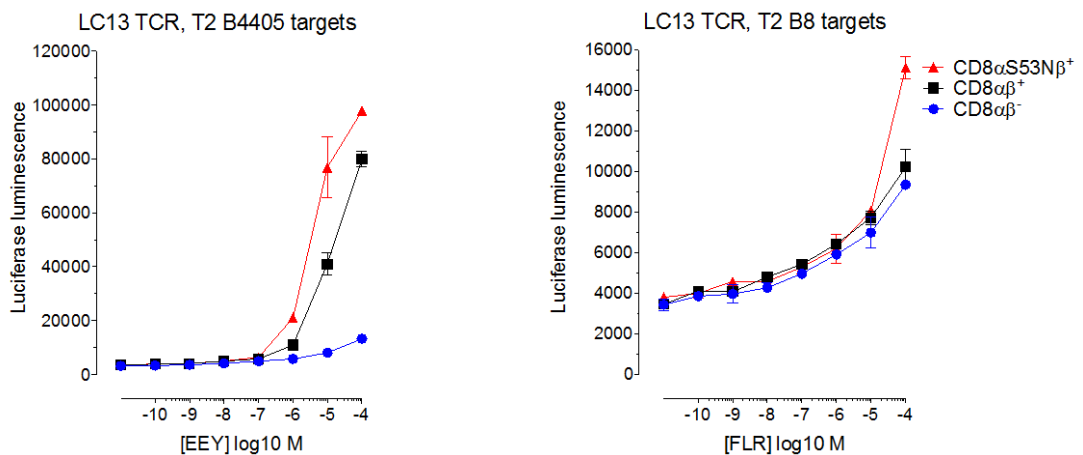 LC13 TCR, T2 B4405 targets
Luciferase luminescence
120000
100000
80000
60000
40000
20000
0
-10 -9 -8 -7 -6 -5 -4
[EEY] log10 M
LC13 TCR, T2 B8 targets
Luciferase luminescence
16000
14000
12000
10000
8000
6000
4000
2000
0
-10 -9 -8 -7 -6 -5 -4
[FLR] log10 M
CD8αS53Nβ⁺
CD8αβ⁺
CD8αβ⁻